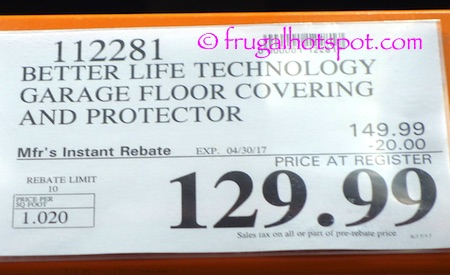 © frugalhotspot.com
112281
BETTER LIFE TECHNOLOGY
GARAGE FLOOR COVERING
AND PROTECTOR
149.99
Mfr's Instant Rebate EXP. 04/30/17 -20.00
PRICE AT REGISTER
REBATE LIMIT
10
129.99
PRICE PER
SQ FOOT
1.020
Sales tax on all or part of pre-rebate price